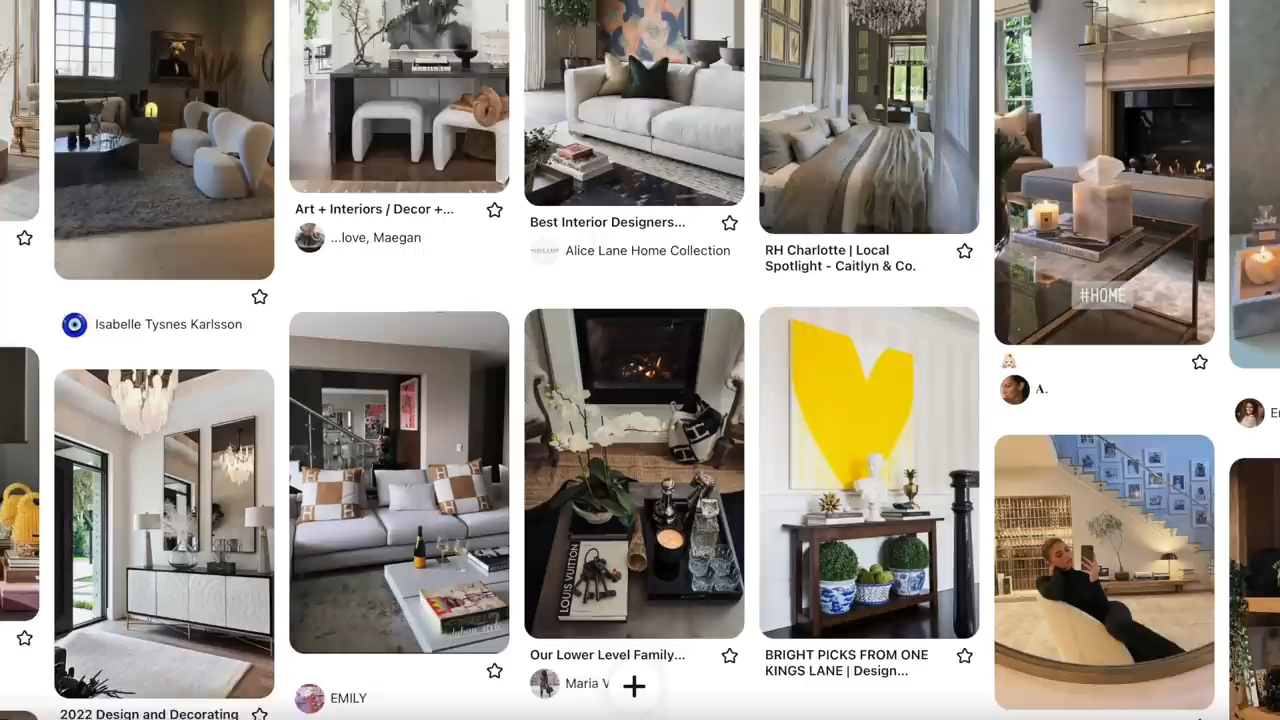 Isabelle Tysnes Karlsson
2022 Design and Decorating
Art + Interiors / Decor +...
...love, Maegan
EMILY
Best Interior Designers...
Alice Lane Home Collection
LOUIS VUITTON
Our Lower Level Family...
Maria V
RH Charlotte | Local
Spotlight - Caitlyn & Co.
BRIGHT PICKS FROM ONE
KINGS LANE | Design...
#HOME
A.